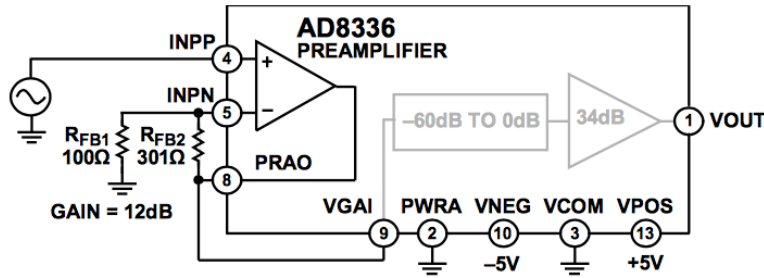 AD8336
PREAMPLIFIER
INPP
4
+
INPN
5
–
–60dB TO 0dB
34dB
1
VOUT
RFB1
100Ω
RFB2
301Ω
PRAO
8
GAIN = 12dB
VGAI
PWRA
VNEG
VCOM
VPOS
9
2
10
3
13
–5V
+5V